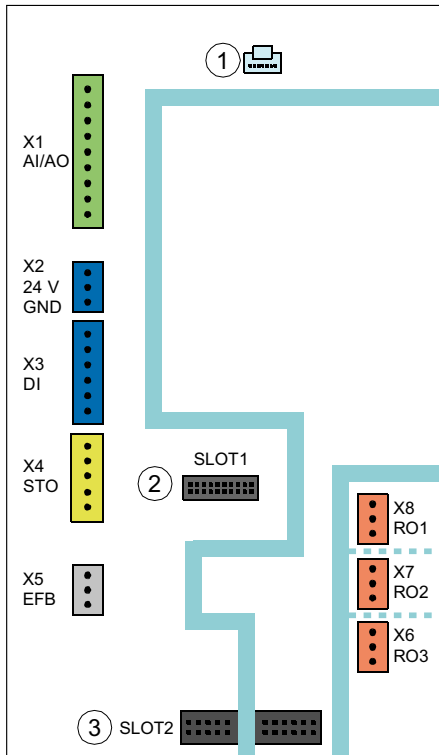 1
X1
AI/AO
X2
24 V
GND
X3
DI
X4
STO
SLOT1
2
X8
RO1
X5
EFB
X7
RO2
X6
RO3
3 SLOT2